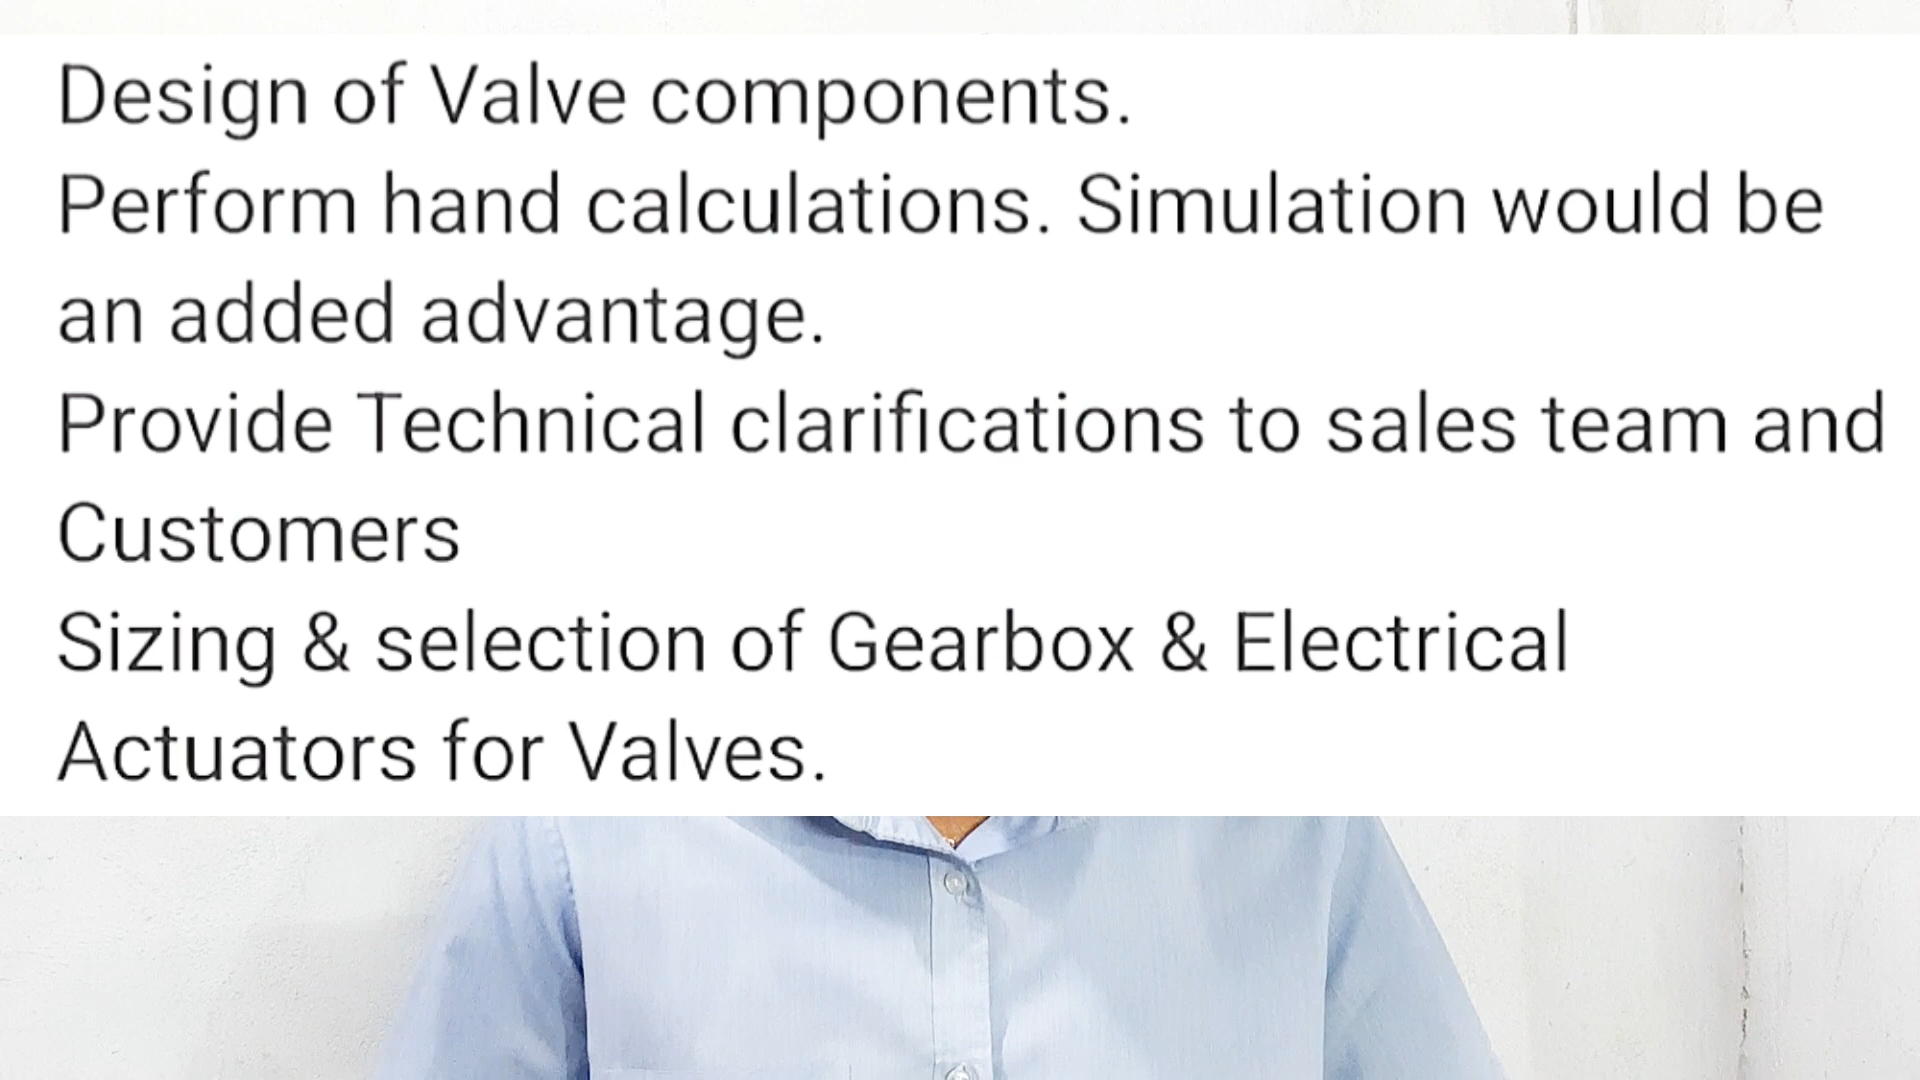 Design of Valve components.
Perform hand calculations. Simulation would be
an added advantage.
Provide Technical clarifications to sales team and
Customers
Sizing & selection of Gearbox & Electrical
Actuators for Valves.